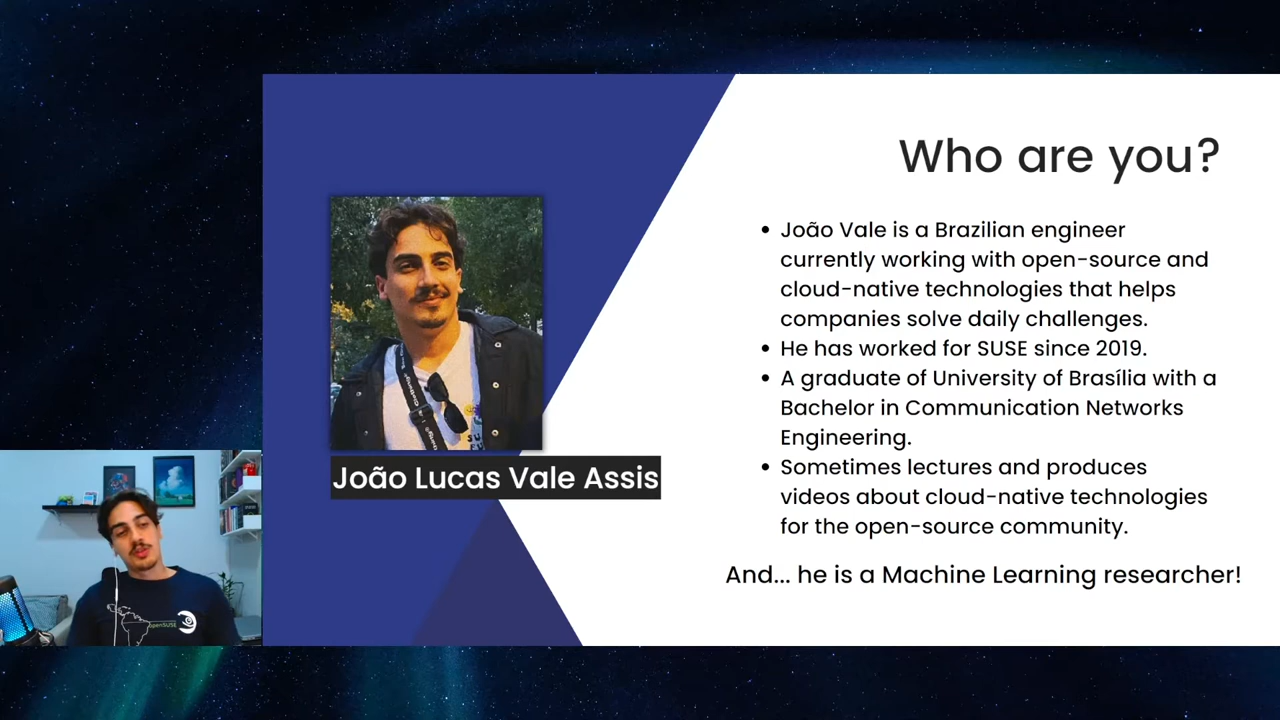 Who are you?
• João Vale is a Brazilian engineer
currently working with open-source and
cloud-native technologies that helps
companies solve daily challenges.
• He has worked for SUSE since 2019.
• A graduate of University of Brasília with a
Bachelor in Communication Networks
Engineering.
• Sometimes lectures and produces
videos about cloud-native technologies
for the open-source community.
And... he is a Machine Learning researcher!
João Lucas Vale Assis
openSUSE